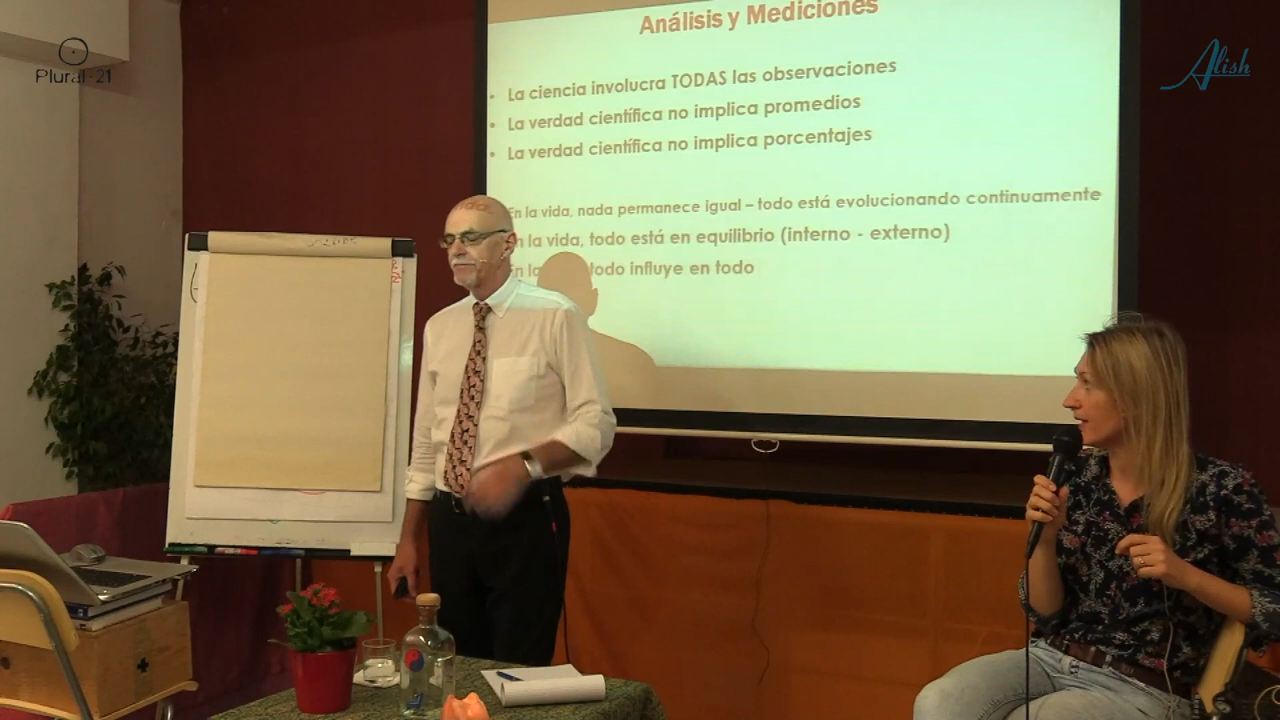 Plural-21
Alish
Análisis y Mediciones
• La ciencia involucra TODAS las observaciones
• La verdad científica no implica promedios
• La verdad científica no implica porcentajes
En la vida, nada permanece igual – todo está evolucionando continuamente
n la vida, todo está en equilibrio (interno - externo)
n la todo influye en todo